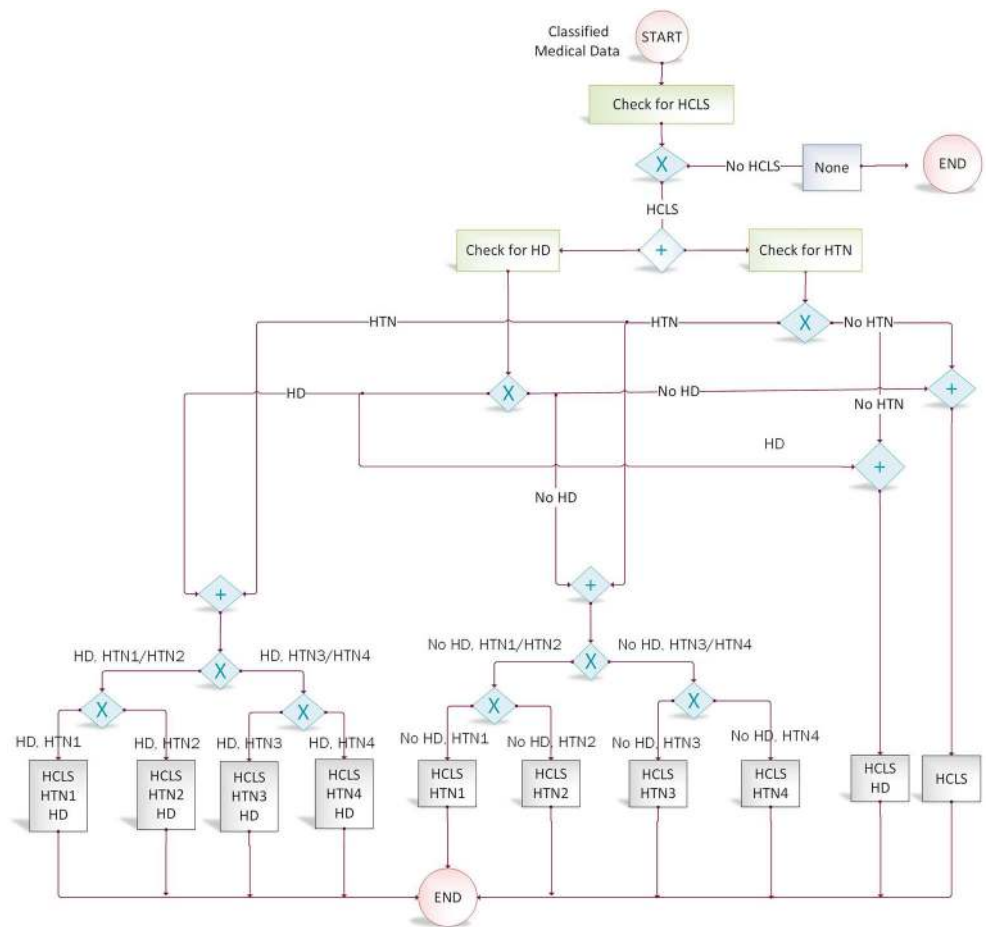 Classified
Medical Data
START
Check for HCLS
X
No HCLS
None
END
HCLS
Check for HD
+
Check for HTN
HTN
HTN
X
No HTN
HD
X
No HD
+
No HTN
HD
+
No HD
+
+
HD, HTN1/HTN2
X
HD, HTN3/HTN4
No HD, HTN1/HTN2
X
No HD. HTN3/HTN4
X
X
X
X
HD, HTN1
HD, HTN2
HD, HTN3
HD, HTN4
No HD, HTN1
No HD, HTN2
No HD, HTN3
No HD, HTN4
HCLS
HTN1
HD
HCLS
HTN2
HD
HCLS
HTN3
HD
HCLS
HTN4
HD
HCLS
HTN1
HCLS
HTN2
HCLS
HTN3
HCLS
HTN4
HCLS
HD
HCLS
END